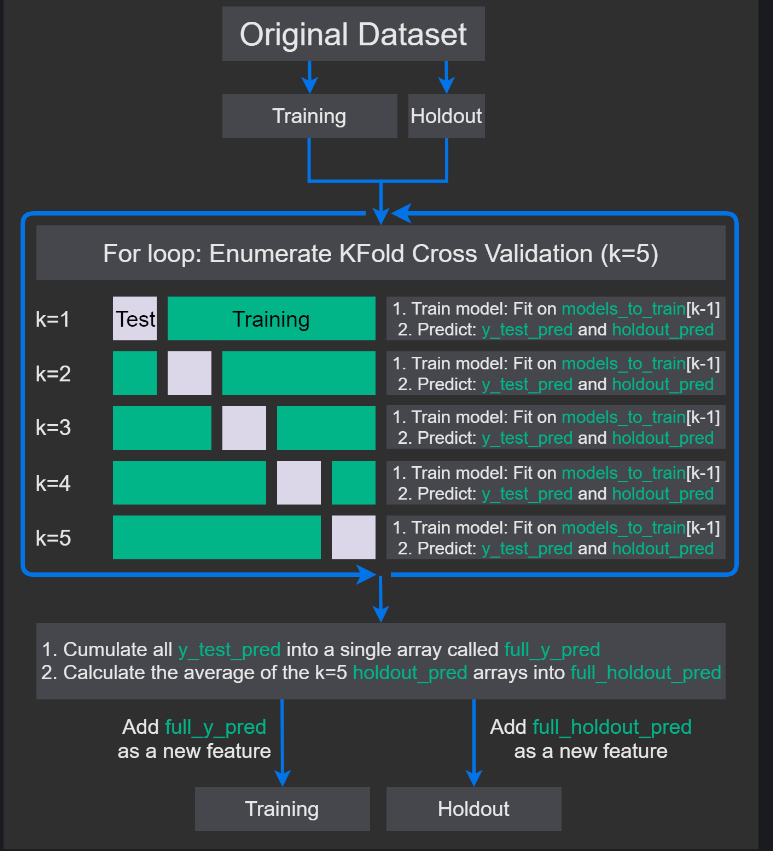 Original Dataset
Training
Holdout
For loop: Enumerate KFold Cross Validation (k=5)
k=1
Test
Training
1. Train model: Fit on models_to_train[k-1]
2. Predict: y_test_pred and holdout_pred
k=2
1. Train model: Fit on models_to_train[k-1]
2. Predict: y_test_pred and holdout_pred
k=3
1. Train model: Fit on models_to_train[k-1]
2. Predict: y_test_pred and holdout_pred
k=4
1. Train model: Fit on models_to_train[k-1]
2. Predict: y_test_pred and holdout_pred
k=5
1. Train model: Fit on models_to_train[k-1]
2. Predict: y_test_pred and holdout_pred
1. Cumulate all y_test_pred into a single array called full_y_pred
2. Calculate the average of the k=5 holdout_pred arrays into full_holdout_pred
Add full_y_pred
as a new feature
Add full_holdout_pred
as a new feature
Training
Holdout